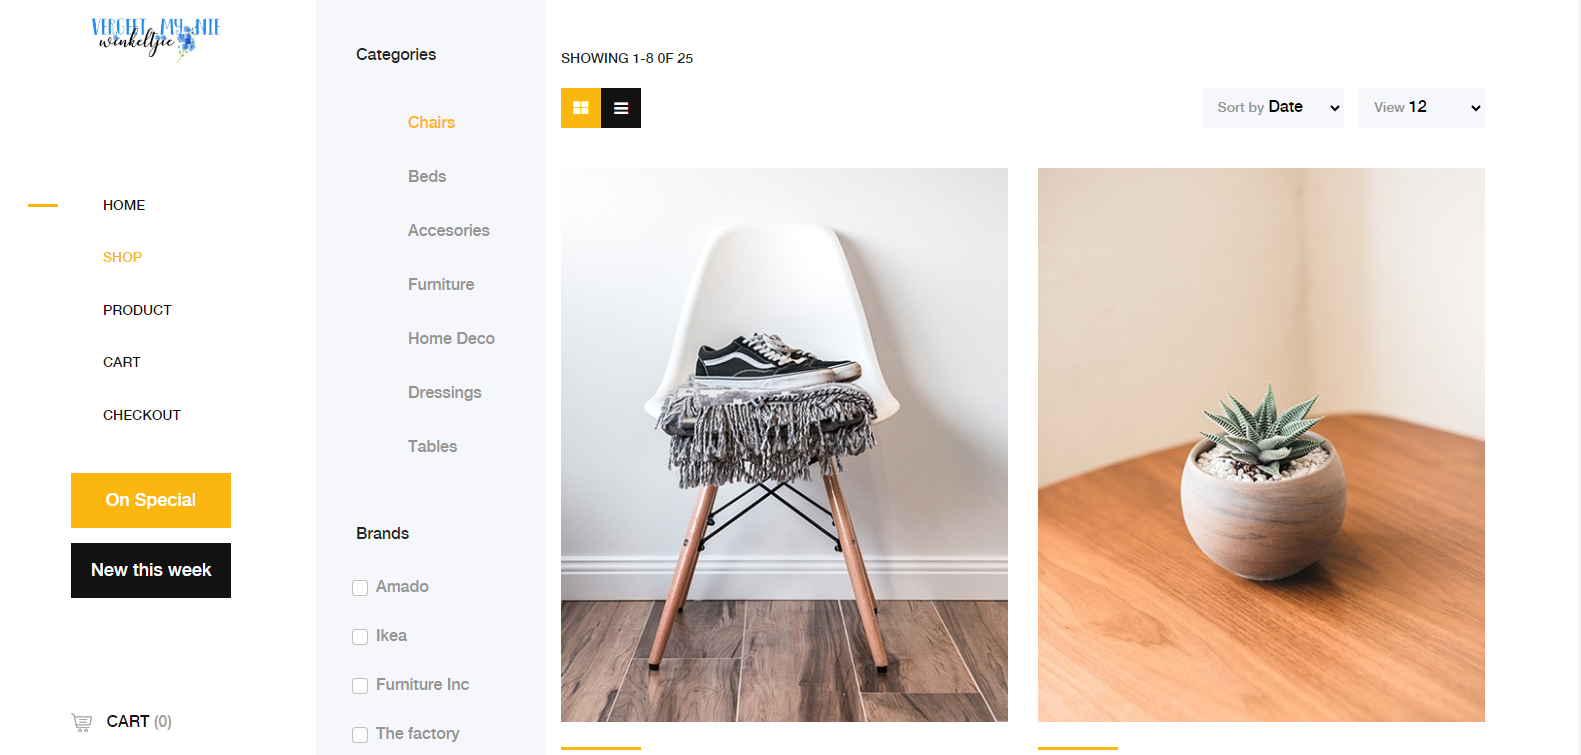 VERGEET MY NIE
winkeltjie
HOME
SHOP
PRODUCT
CART
CHECKOUT
On Special
New this week
CART (0)
Categories
Chairs
Beds
Accesories
Furniture
Home Deco
Dressings
Tables
Brands
Amado
Ikea
Furniture Inc
The factory
SHOWING 1-8 0F 25
Sort by Date
View 12